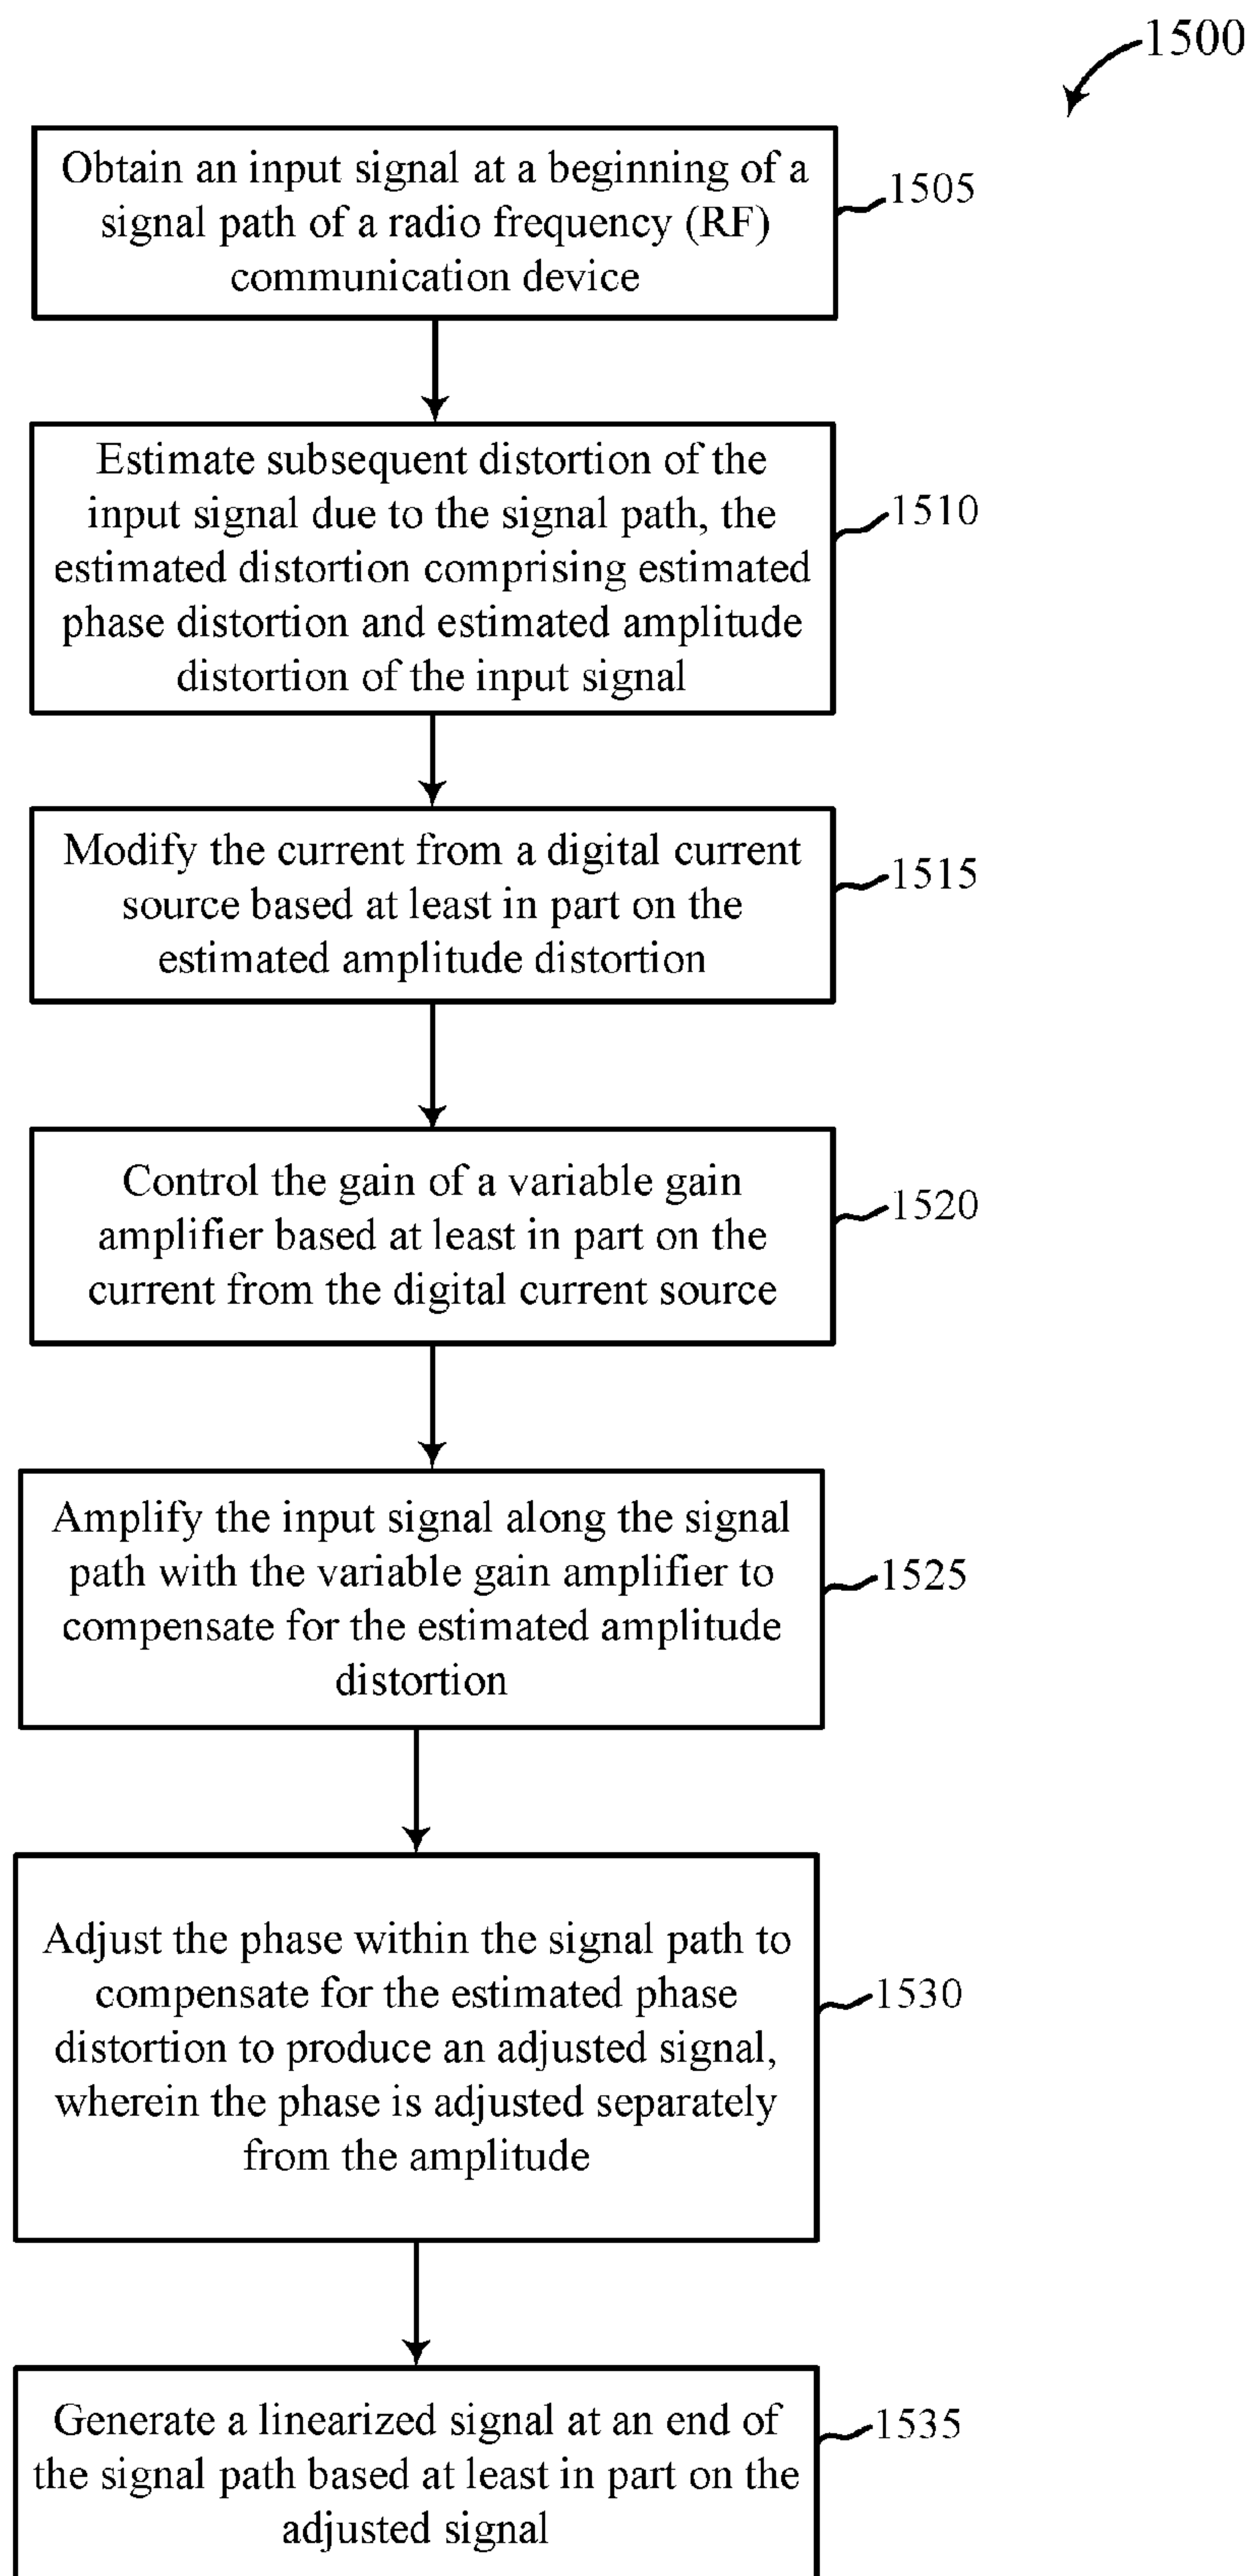 1500
Obtain an input signal at a beginning of a
signal path of a radio frequency (RF)
communication device
1505
Estimate subsequent distortion of the
input signal due to the signal path, the
estimated distortion comprising estimated
phase distortion and estimated amplitude
distortion of the input signal
1510
Modify the current from a digital current
source based at least in part on the
estimated amplitude distortion
1515
Control the gain of a variable gain
amplifier based at least in part on the
current from the digital current source
1520
Amplify the input signal along the signal
path with the variable gain amplifier to
compensate for the estimated amplitude
distortion
1525
Adjust the phase within the signal path to
compensate for the estimated phase
distortion to produce an adjusted signal,
wherein the phase is adjusted separately
from the amplitude
1530
Generate a linearized signal at an end of
the signal path based at least in part on the
adjusted signal
1535